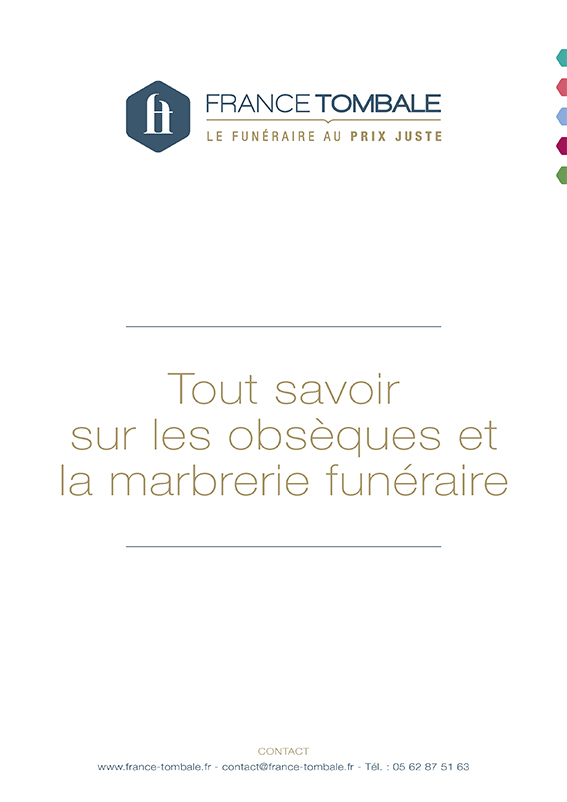 FRANCE TOMBALE
LE FUNÉRAIRE AU PRIX JUSTE
Tout savoir
sur les obsèques et
la marbrerie funéraire
CONTACT
www.france-tombale.fr - contact@france-tombale.fr - Tél. : 05 62 87 51 63